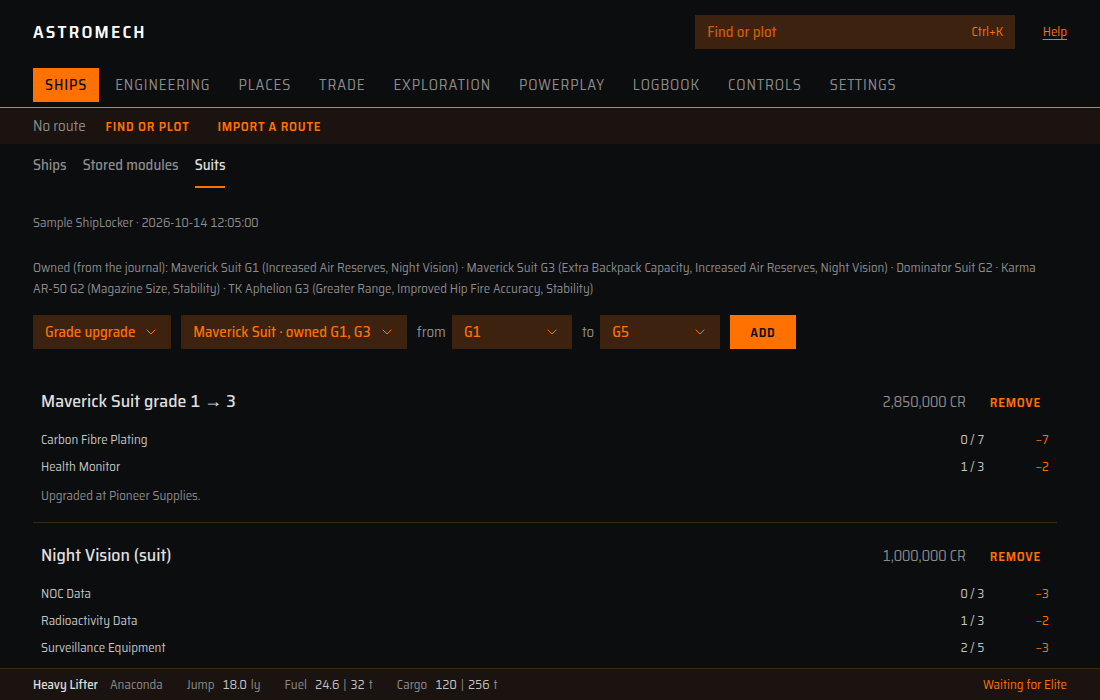 ASTROMECH
Find or plot Ctrl+K Help
SHIPS ENGINEERING PLACES TRADE EXPLORATION POWERPLAY LOGBOOK CONTROLS SETTINGS
No route FIND OR PLOT IMPORT A ROUTE
Ships Stored modules Suits
Sample ShipLocker · 2026-10-14 12:05:00
Owned (from the journal): Maverick Suit G1 (Increased Air Reserves, Night Vision) · Maverick Suit G3 (Extra Backpack Capacity, Increased Air Reserves, Night Vision) · Dominator Suit G2 · Karma
AR-50 G2 (Magazine Size, Stability) · TK Aphelion G3 (Greater Range, Improved Hip Fire Accuracy, Stability)
Grade upgrade Maverick Suit · owned G1, G3 from G1 to G5 ADD
Maverick Suit grade 1 → 3 2,850,000 CR REMOVE
Carbon Fibre Plating 0 / 7 −7
Health Monitor 1 / 3 −2
Upgraded at Pioneer Supplies.
Night Vision (suit) 1,000,000 CR REMOVE
NOC Data 0 / 3 −3
Radioactivity Data 1 / 3 −2
Surveillance Equipment 2 / 5 −3
Heavy Lifter Anaconda Jump 18.0 ly Fuel 24.6 | 32 t Cargo 120 | 256 t Waiting for Elite